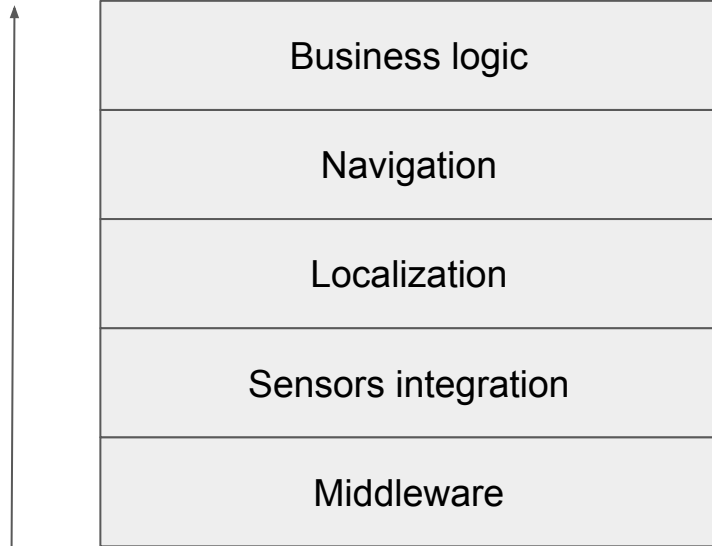 Business logic
Navigation
Localization
Sensors integration
Middleware